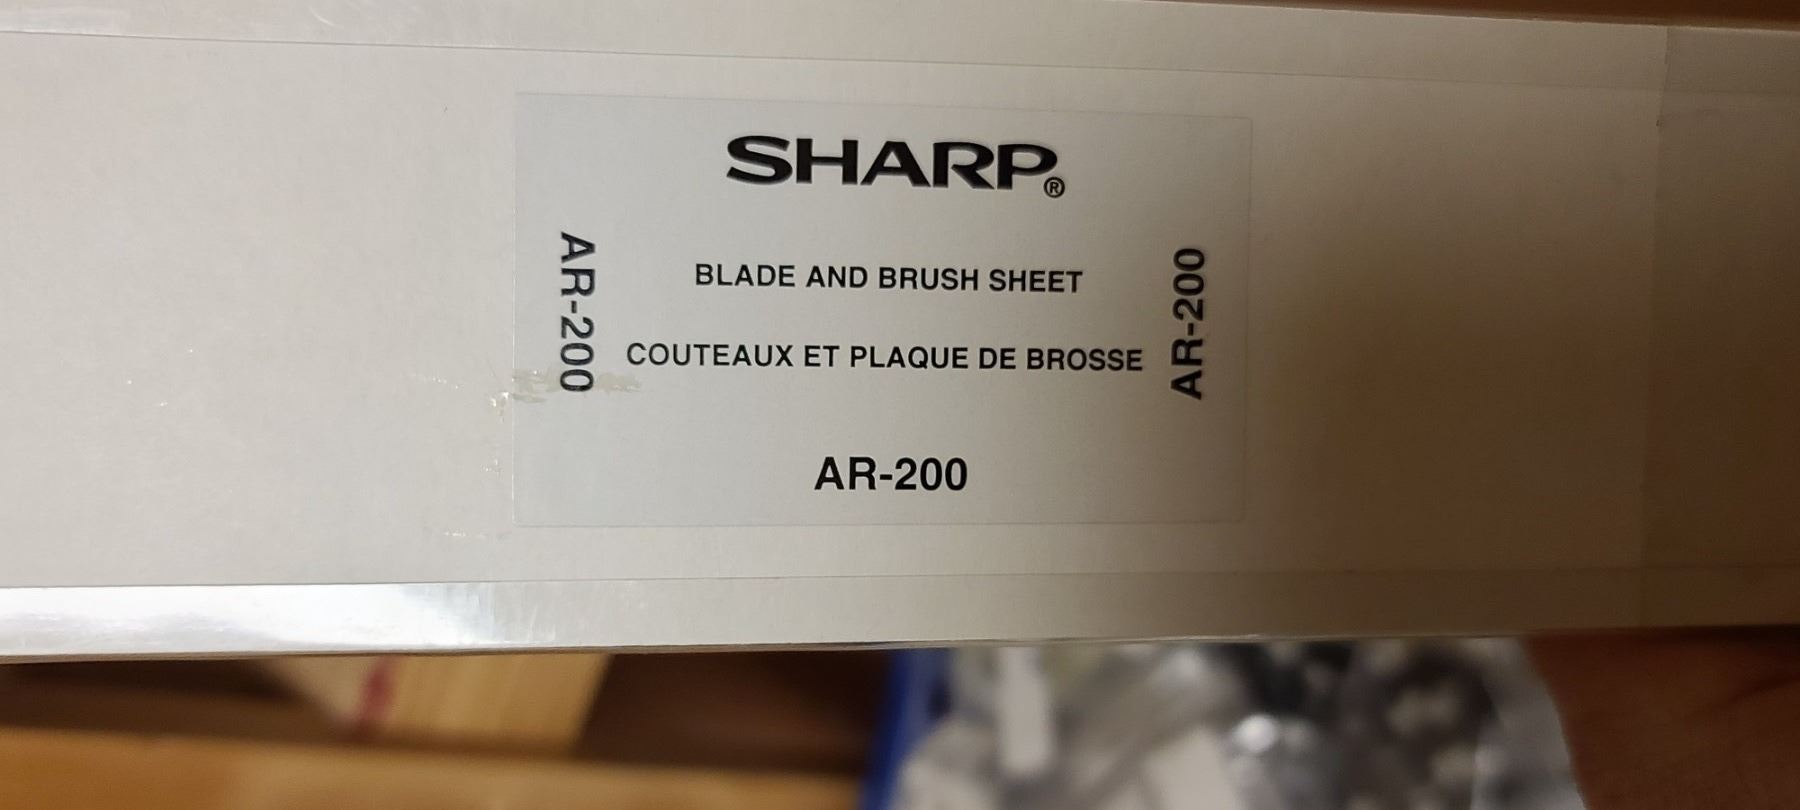 SHARP®
AR-200
BLADE AND BRUSH SHEET
COUTEAUX ET PLAQUE DE BROSSE
AR-200
AR-200